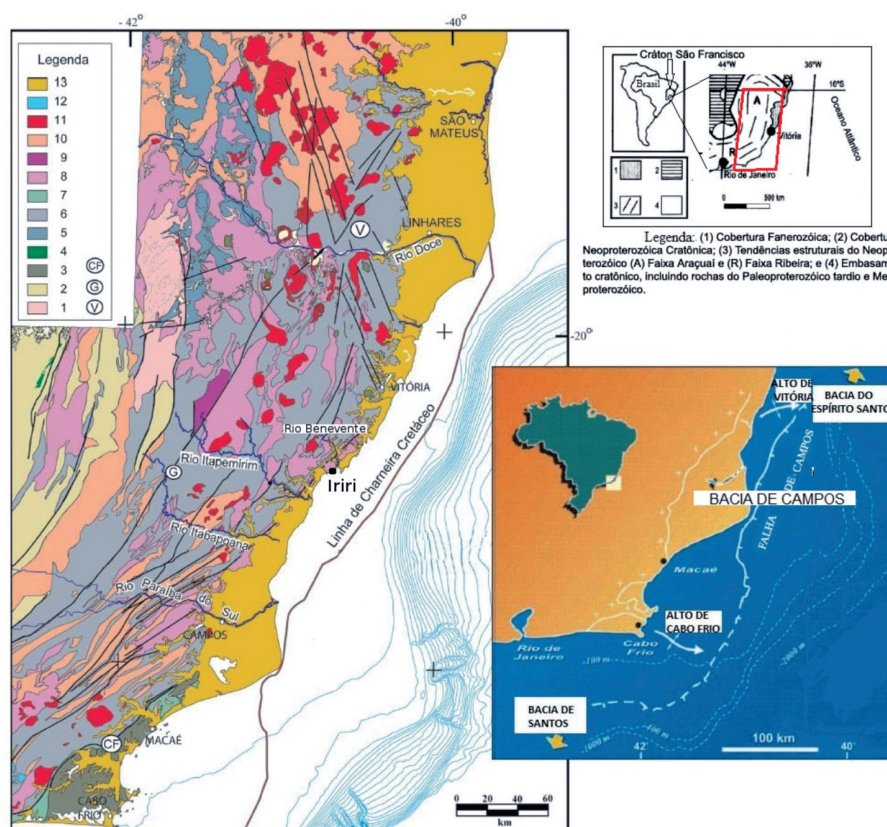 - 42
- 40
Legenda
13
12
11
10
9
8
7
6
5
4
3 CF
2 G
1 V
SÃO
MATEUS
V
LINHARES
Rio Doce
-20°
VITÓRIA
Rio Benevente
Rio Itapemirim
G
Iriri
Linha de Charneira Cretáceo
Rio Itabapoana
Rio Paraíba do Sul
CAMPOS
CF
MACAÉ
CABO
FRIO
0 20 40 60
km
Cráton São Francisco
44°W
36°W
16°S
Brasil
A
Vitória
R
Rio de Janeiro
Oceano
Atlântico
1
2
3
4
0
500 km
Legenda: (1) Cobertura Fanerozóica; (2) Cobertu
Neoproterozóica Cratônica; (3) Tendências estruturais do Neop
terozóico (A) Faixa Araçuaí e (R) Faixa Ribeira; e (4) Embasam
to cratônico, incluindo rochas do Paleoproterozóico tardio e Me
proterozóico.
ALTO DE
VITÓRIA
BACIA DO
ESPÍRITO SANTO
FALHA DE CAMPOS
BACIA DE CAMPOS
Macaé
ALTO DE
CABO FRIO
Rio de
Janeiro
Cabo
Frio
-100 m
-2000 m
BACIA DE
SANTOS
-1000 m
-100 m
100 km
42
40